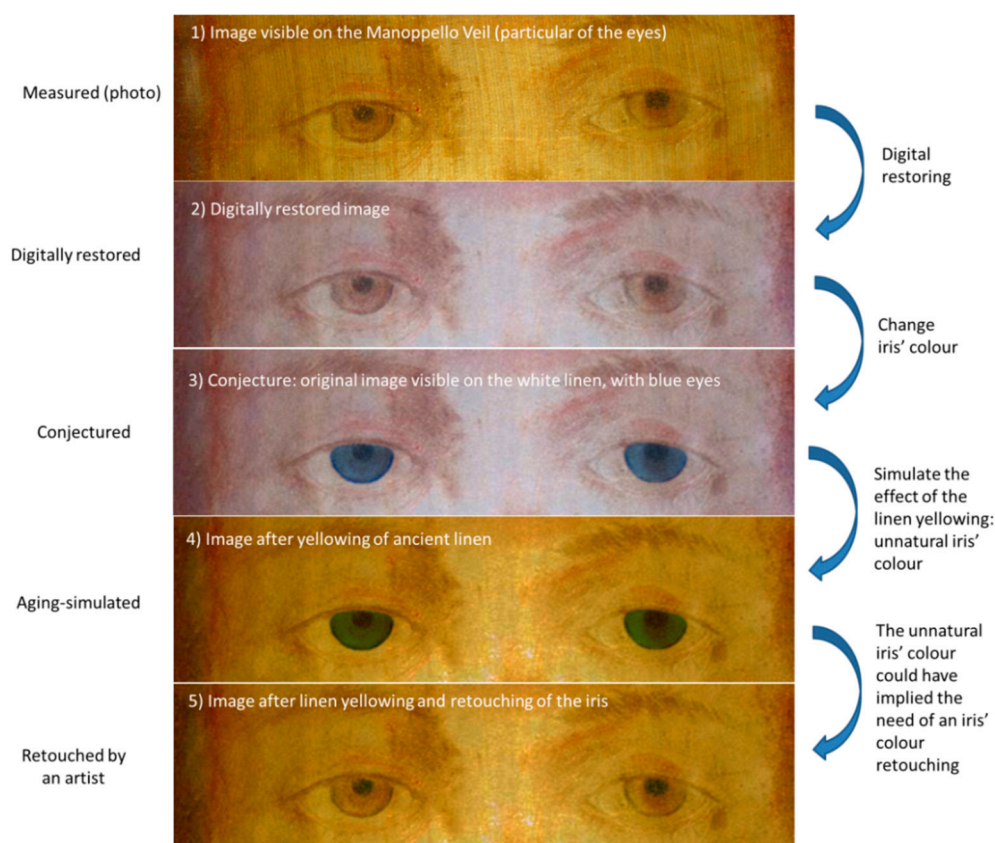 1) Image visible on the Manoppello Veil (particular of the eyes)
Measured (photo)
Digital
restoring
2) Digitally restored image
Digitally restored
Change
iris’ colour
3) Conjecture: original image visible on the white linen, with blue eyes
Conjectured
Simulate the
effect of the
linen yellowing:
unnatural iris’
colour
4) Image after yellowing of ancient linen
Aging-simulated
The unnatural
iris’ colour
could have
implied the
need of an iris’
colour
retouching
5) Image after linen yellowing and retouching of the iris
Retouched by
an artist